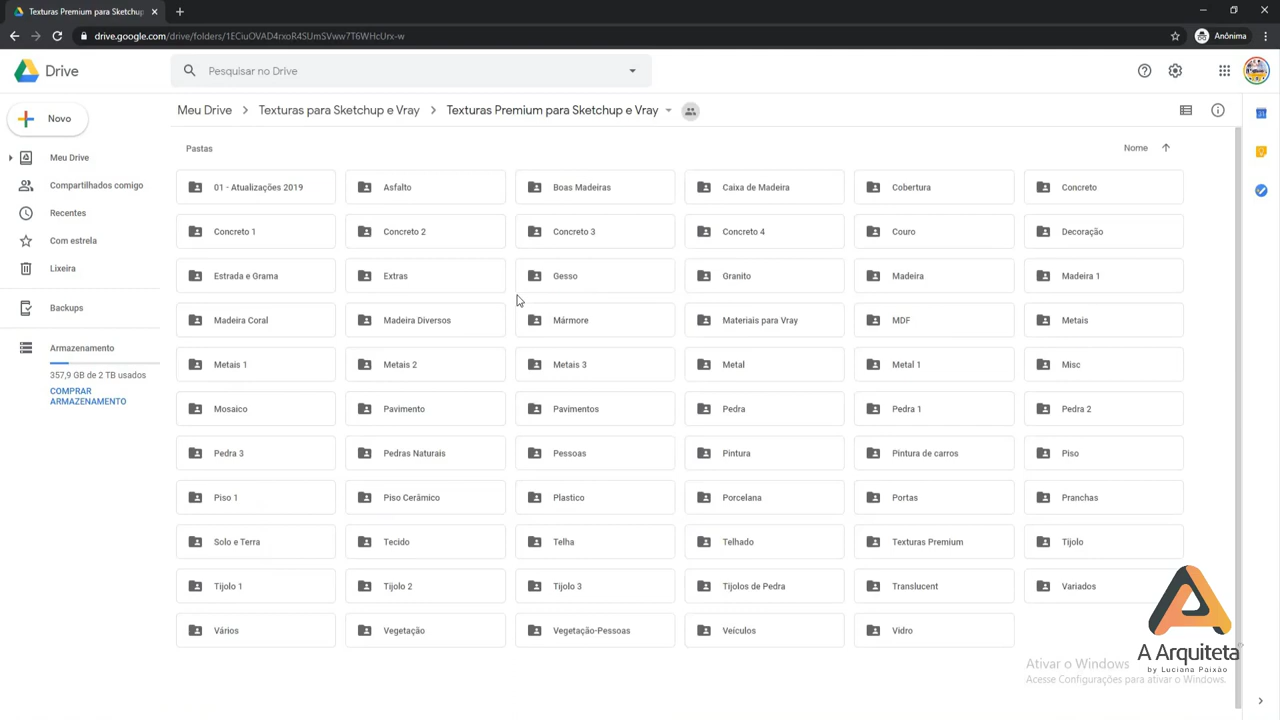 Texturas Premium para Sketchup
drive.google.com/drive/folders/1ECiuOVAD4rxoR4SUmSVww7T6WHcUrx-w
Anônima
Drive
Pesquisar no Drive
Novo
Meu Drive
Texturas para Sketchup e Vray
Texturas Premium para Sketchup e Vray
Meu Drive
Compartilhados comigo
Recentes
Com estrela
Lixeira
Backups
Armazenamento
357,9 GB de 2 TB usados
COMPRAR
ARMAZENAMENTO
Pastas
Nome
01 - Atualizações 2019
Asfalto
Boas Madeiras
Caixa de Madeira
Cobertura
Concreto
Concreto 1
Concreto 2
Concreto 3
Concreto 4
Couro
Decoração
Estrada e Grama
Extras
Gesso
Granito
Madeira
Madeira 1
Madeira Coral
Madeira Diversos
Mármore
Materiais para Vray
MDF
Metais
Metais 1
Metais 2
Metais 3
Metal
Metal 1
Misc
Mosaico
Pavimento
Pavimentos
Pedra
Pedra 1
Pedra 2
Pedra 3
Pedras Naturais
Pessoas
Pintura
Pintura de carros
Piso
Piso 1
Piso Cerâmico
Plastico
Porcelana
Portas
Pranchas
Solo e Terra
Tecido
Telha
Telhado
Texturas Premium
Tijolo
Tijolo 1
Tijolo 2
Tijolo 3
Tijolos de Pedra
Translucent
Variados
Vários
Vegetação
Vegetação-Pessoas
Veículos
Vidro
A Arquiteta
by Luciana Paixão
Ativar o Windows
Acesse Configurações para ativar o Windows.